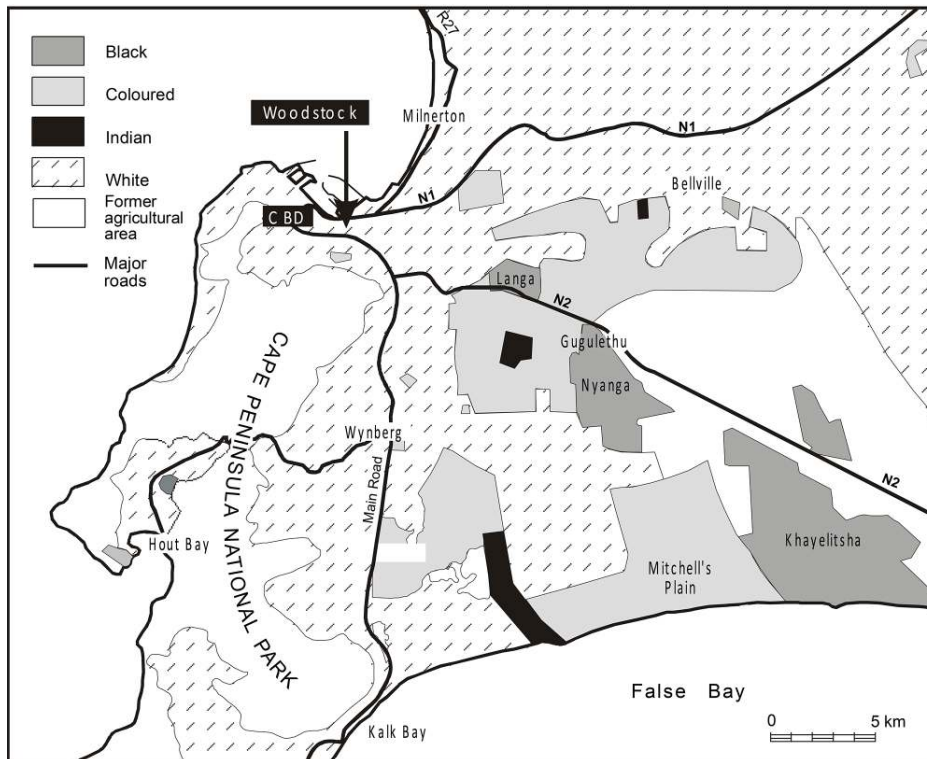 Black
Coloured
Indian
White
Former
agricultural
area
Major
roads
R27
Woodstock
Milnerton
N1
Bellville
N1
CBD
Langa
N2
Gugulethu
Nyanga
CAPE PENINSULA NATIONAL PARK
Wynberg
Main Road
N2
Hout Bay
Khayelitsha
Mitchell's
Plain
False Bay
Kalk Bay
0 5 km